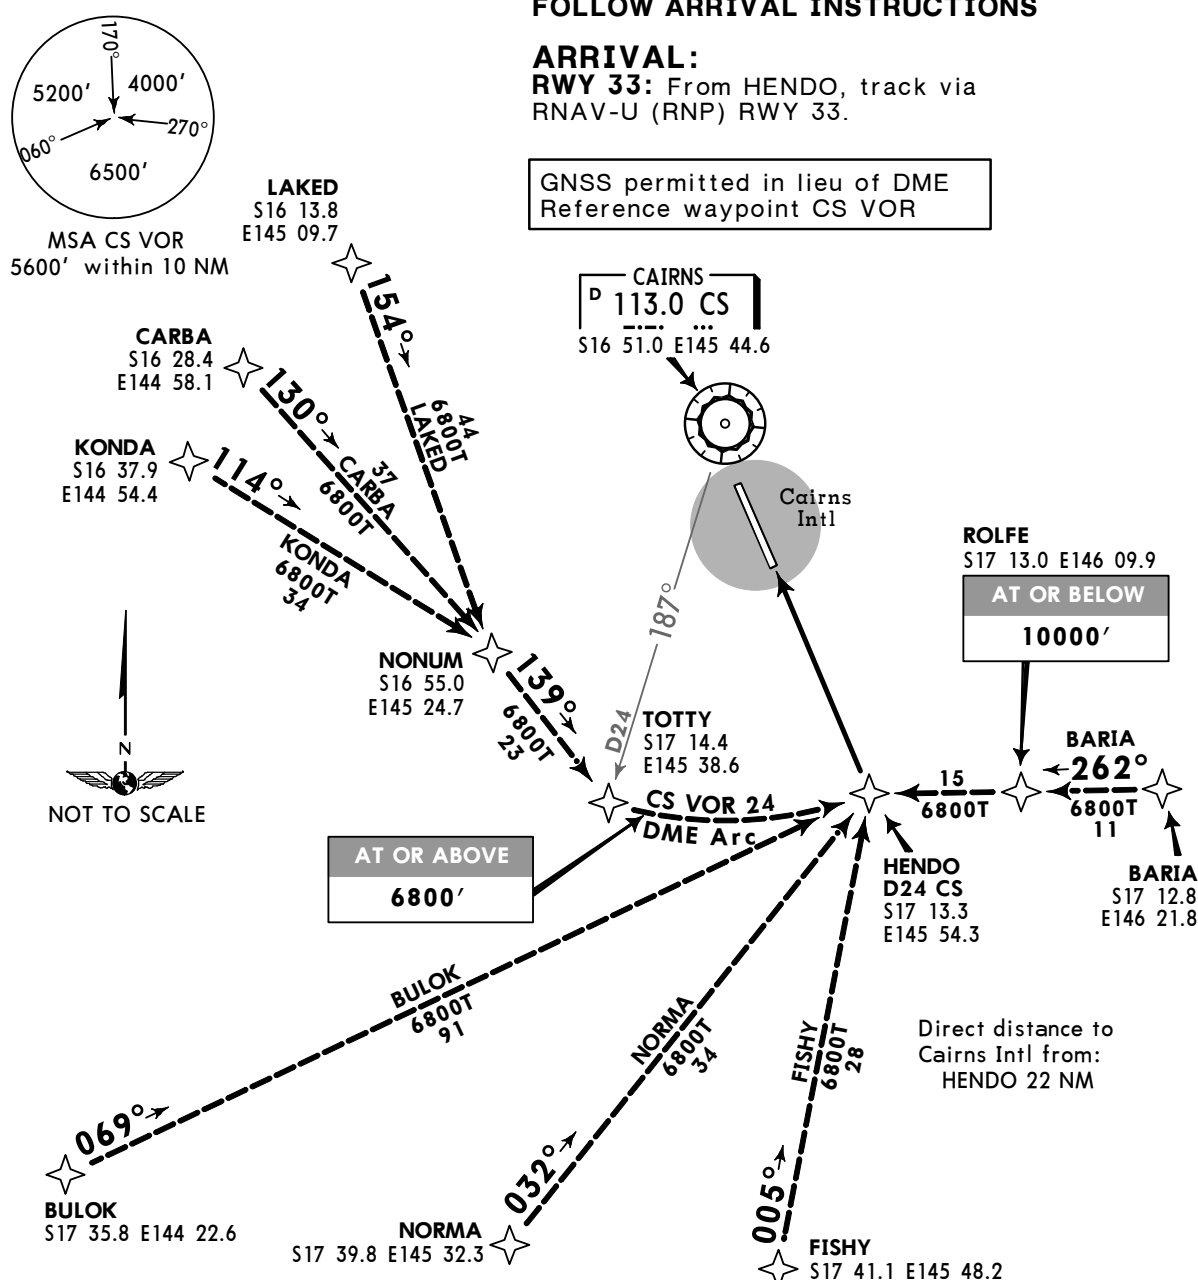 FOLLOW ARRIVAL INSTRUCTIONS
ARRIVAL:
RWY 33: From HENDO, track via
RNAV-U (RNP) RWY 33.
GNSS permitted in lieu of DME
Reference waypoint CS VOR
170°
5200'
4000'
060°
270°
6500'
MSA CS VOR
5600' within 10 NM
LAKED
S16 13.8
E145 09.7
154°
44
6800T
LAKED
CARBA
S16 28.4
E144 58.1
130°
37
CARBA
6800T
KONDA
S16 37.9
E144 54.4
114°
KONDA
6800T
34
CAIRNS
D 113.0 CS
S16 51.0 E145 44.6
Cairns
Intl
ROLFE
S17 13.0 E146 09.9
AT OR BELOW
10000'
187°
D24
NONUM
S16 55.0
E145 24.7
139°
6800T
23
TOTTY
S17 14.4
E145 38.6
N
NOT TO SCALE
CS VOR 24
DME Arc
AT OR ABOVE
6800'
15
6800T
BARIA
262°
6800T
11
HENDO
D24 CS
S17 13.3
E145 54.3
BARIA
S17 12.8
E146 21.8
BULOK
6800T
91
NORMA
6800T
34
FISHY
6800T
28
Direct distance to
Cairns Intl from:
HENDO 22 NM
069°
BULOK
S17 35.8 E144 22.6
032°
NORMA
S17 39.8 E145 32.3
005°
FISHY
S17 41.1 E145 48.2